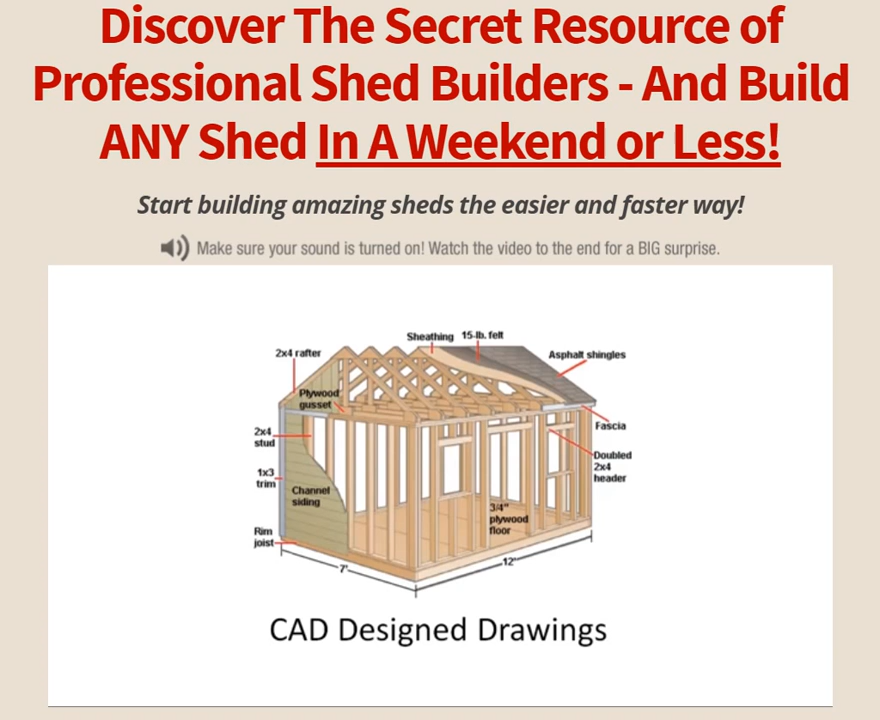 Discover The Secret Resource of
Professional Shed Builders - And Build
ANY Shed In A Weekend or Less!
Start building amazing sheds the easier and faster way!
Make sure your sound is turned on! Watch the video to the end for a BIG surprise.
Sheathing
15-lb. felt
2x4 rafter
Asphalt shingles
Plywood
gusset
Fascia
2x4
stud
Doubled
2x4
header
1x3
trim
Channel
siding
3/4"
plywood
floor
Rim
joist
7'
12'
CAD Designed Drawings